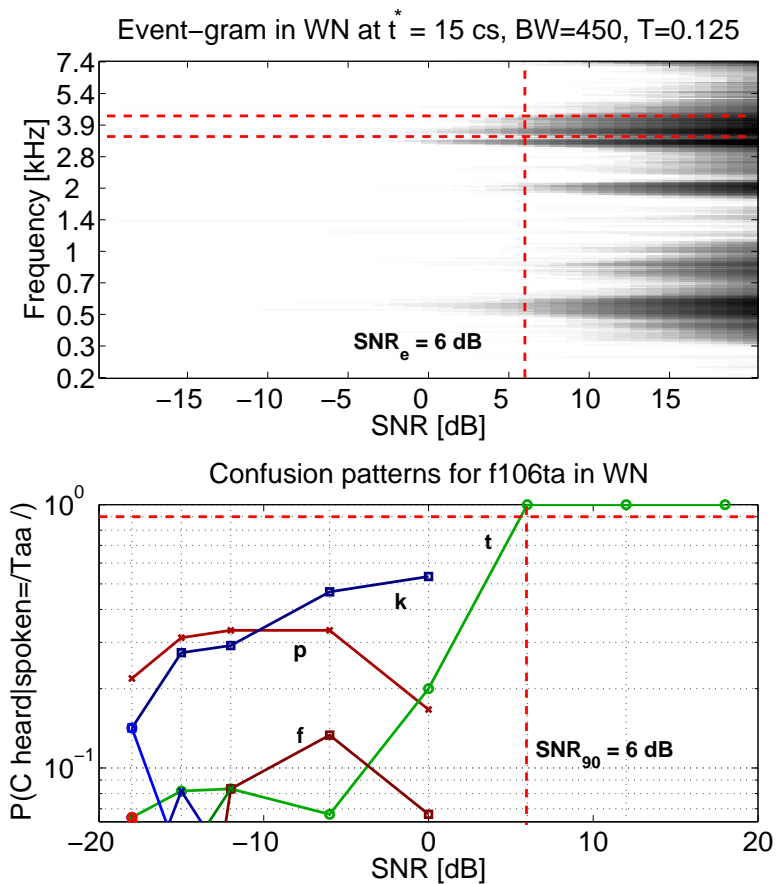 Event−gram in WN at t* = 15 cs, BW=450, T=0.125
7.4
5.4
3.9
2.8
2
1.4
1
0.7
0.5
0.3
0.2
Frequency [kHz]
SNRe = 6 dB
−15 −10 −5 0 5 10 15
SNR [dB]
Confusion patterns for f106ta in WN
10^0
10^−1
P(C heard|spoken=/Taa /)
t
k
p
f
SNR90 = 6 dB
−20 −10 0 10 20
SNR [dB]